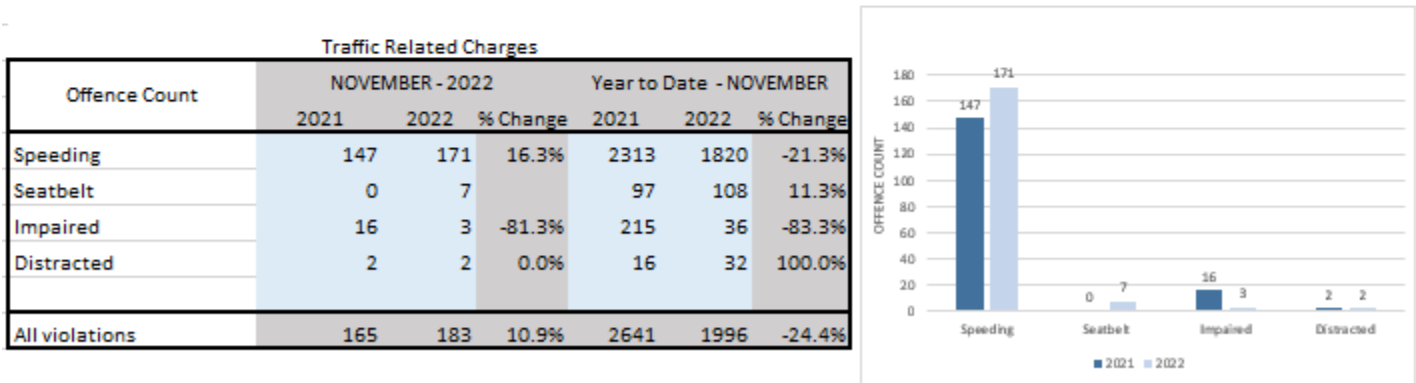 Traffic Related Charges
Offence Count NOVEMBER - 2022 Year to Date - NOVEMBER
2021 2022 % Change 2021 2022 % Change
Speeding 147 171 16.3% 2313 1820 -21.3%
Seatbelt 0 7 97 108 11.3%
Impaired 16 3 -81.3% 215 36 -83.3%
Distracted 2 2 0.0% 16 32 100.0%
All violations 165 183 10.9% 2641 1996 -24.4%
OFFENCE COUNT
180
160
140
120
100
80
60
40
20
0
147 171
0 7
16 3
2 2
Speeding Seatbelt Impaired Distracted
2021 2022